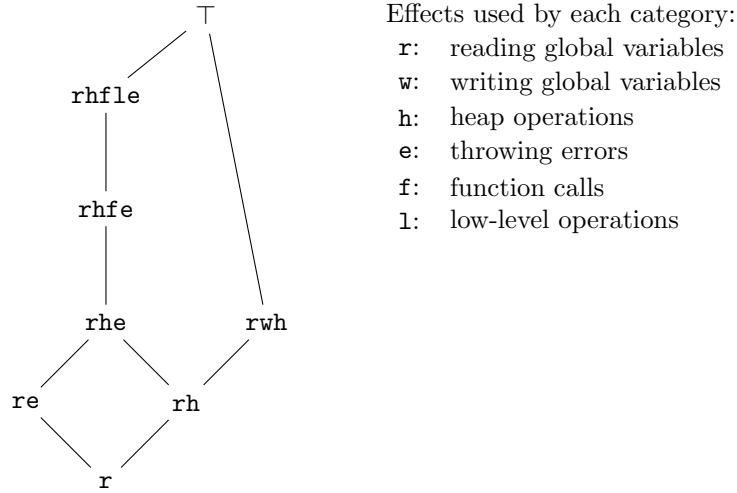 ⊤
rhfle
rhfe
rhe
rwh
re
rh
r
Effects used by each category:
r: reading global variables
w: writing global variables
h: heap operations
e: throwing errors
f: function calls
l: low-level operations